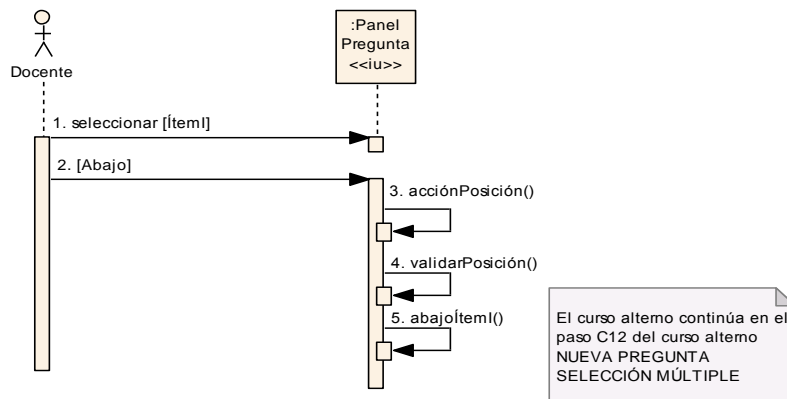 :Panel
Pregunta
<<iu>>
Docente
1. seleccionar [ÍtemI]
2. [Abajo]
3. acciónPosición()
4. validarPosición()
5. abajoÍtemI()
El curso alterno continúa en el
paso C12 del curso alterno
NUEVA PREGUNTA
SELECCIÓN MÚLTIPLE